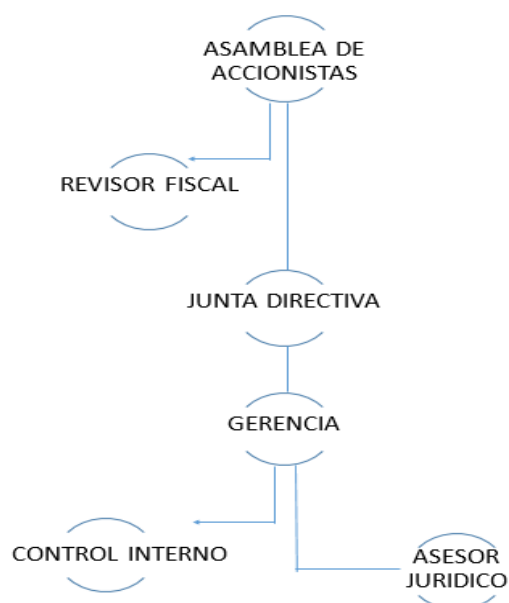 ASAMBLEA DE
ACCIONISTAS
REVISOR FISCAL
JUNTA DIRECTIVA
GERENCIA
CONTROL INTERNO
ASESOR
JURIDICO